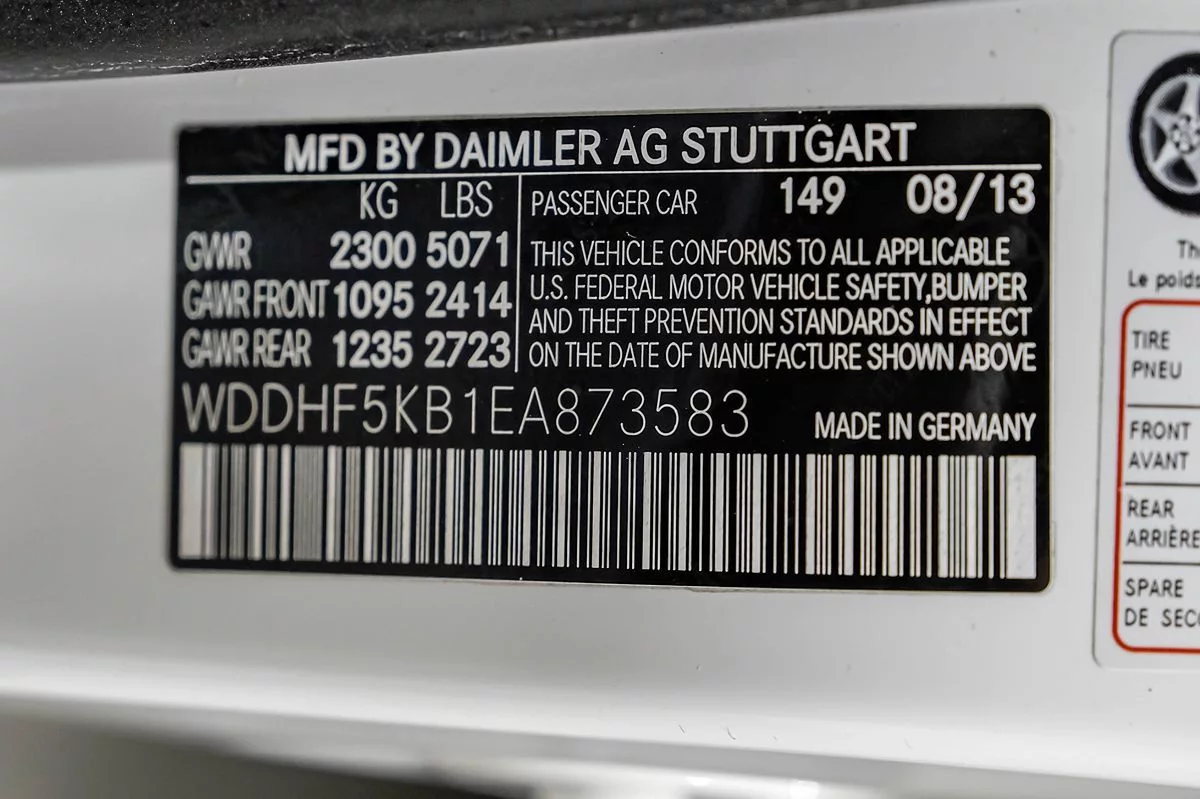 MFD BY DAIMLER AG STUTTGART
KG LBS
GVWR 2300 5071
GAWR FRONT 1095 2414
GAWR REAR 1235 2723
PASSENGER CAR 149 08/13
THIS VEHICLE CONFORMS TO ALL APPLICABLE
U.S. FEDERAL MOTOR VEHICLE SAFETY,BUMPER
AND THEFT PREVENTION STANDARDS IN EFFECT
ON THE DATE OF MANUFACTURE SHOWN ABOVE
WDDHF5KB1EA873583
MADE IN GERMANY
Le poids
TIRE
PNEU
FRONT
AVANT
REAR
ARRIÈRE
SPARE
DE